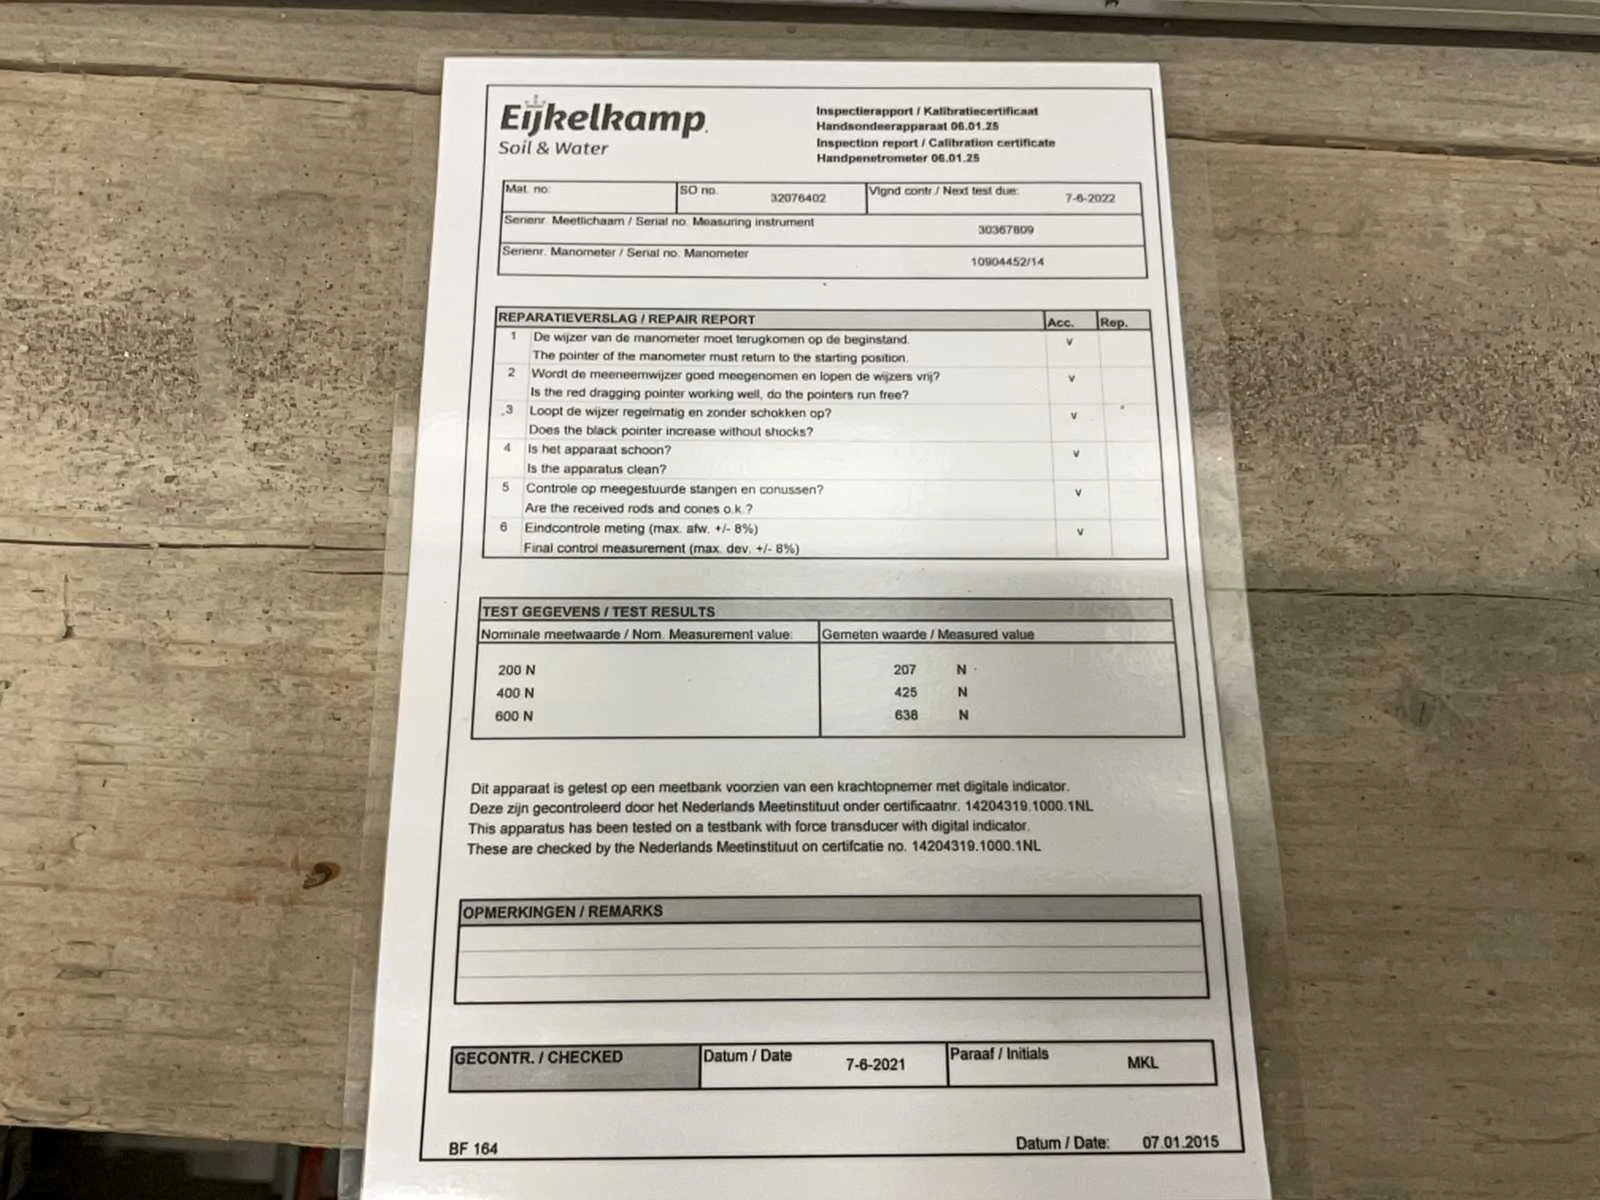 Eijkelkamp
Soil & Water
Inspectierapport / Kalibratiecertificaat
Handsondeerapparaat 06.01.25
Inspection report / Calibration certificate
Handpenetrometer 06.01.25
Mat. no:
SO no. 32076402
Vlgnd contr./ Next test due: 7-6-2022
Serienr. Meetlichaam / Serial no. Measuring instrument 30367809
Serienr. Manometer / Serial no. Manometer 10904452/14
REPARATIEVERSLAG / REPAIR REPORT Acc. Rep.
1 De wijzer van de manometer moet terugkomen op de beginstand. v
The pointer of the manometer must return to the starting position.
2 Wordt de meeneemwijzer goed meegenomen en lopen de wijzers vrij? v
Is the red dragging pointer working well, do the pointers run free?
3 Loopt de wijzer regelmatig en zonder schokken op? v
Does the black pointer increase without shocks?
4 Is het apparaat schoon? v
Is the apparatus clean?
5 Controle op meegestuurde stangen en conussen? v
Are the received rods and cones o.k.?
6 Eindcontrole meting (max. afw. +/- 8%) v
Final control measurement (max. dev. +/- 8%)
TEST GEGEVENS / TEST RESULTS
Nominale meetwaarde / Nom. Measurement value: Gemeten waarde / Measured value
200 N 207 N
400 N 425 N
600 N 638 N
Dit apparaat is getest op een meetbank voorzien van een krachtopnemer met digitale indicator.
Deze zijn gecontroleerd door het Nederlands Meetinstituut onder certificaatnr. 14204319.1000.1NL
This apparatus has been tested on a testbank with force transducer with digital indicator.
These are checked by the Nederlands Meetinstituut on certifcatie no. 14204319.1000.1NL
OPMERKINGEN / REMARKS
GECONTR. / CHECKED Datum / Date 7-6-2021 Paraaf / Initials MKL
BF 164 Datum / Date: 07.01.2015